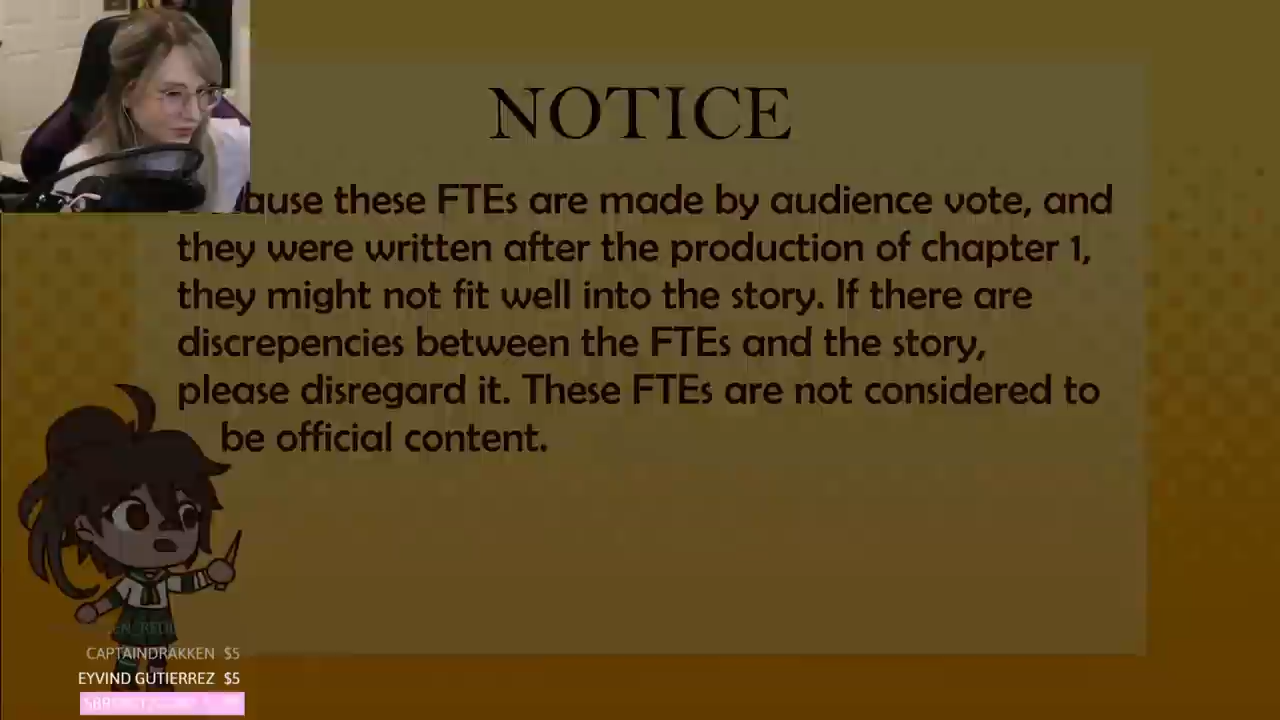 NOTICE
ause these FTEs are made by audience vote, and
they were written after the production of chapter 1,
they might not fit well into the story. If there are
discrepencies between the FTEs and the story,
please disregard it. These FTEs are not considered to
be official content.
CAPTAINDRAKKEN $5
EYVIND GUTIERREZ $5